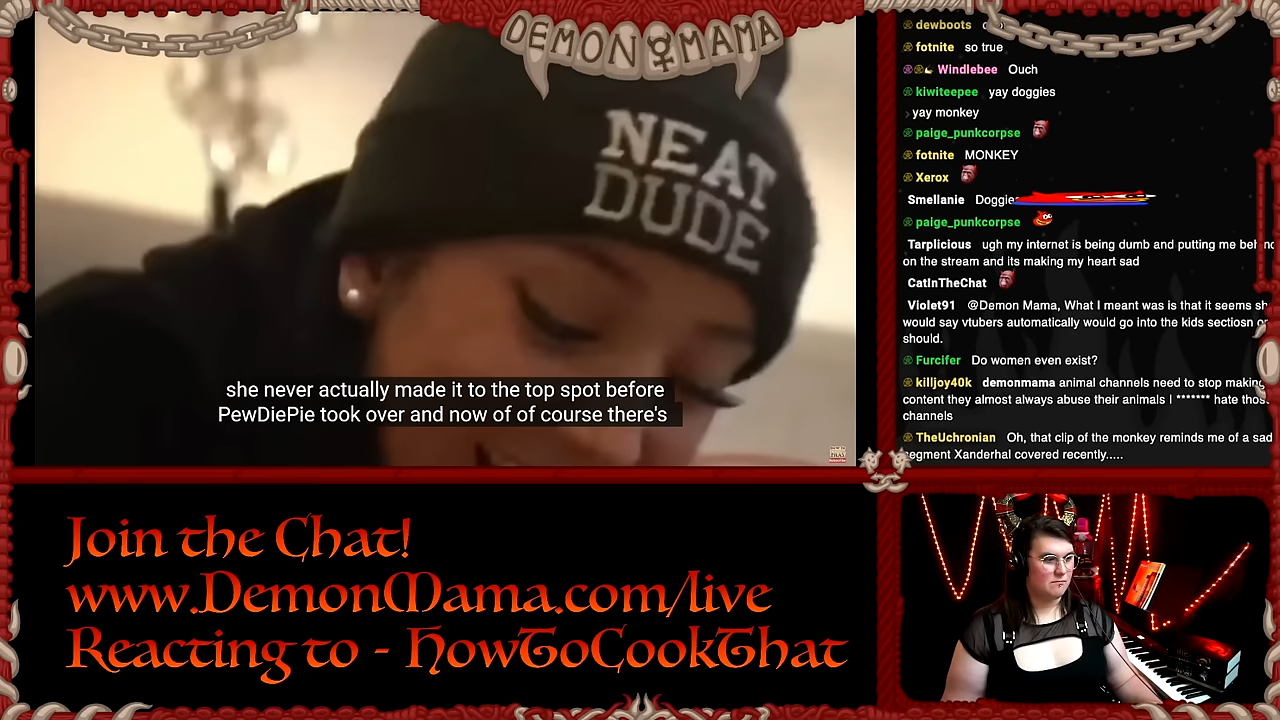 DEMON MAMA
NEAT
DUDE
she never actually made it to the top spot before
PewDiePie took over and now of of course there's
dewboots
fotnite so true
Windlebee Ouch
kiwiteepee yay doggies
yay monkey
paige_punkcorpse
fotnite MONKEY
Xerox
Smellanie Doggies
paige_punkcorpse
Tarplicious ugh my internet is being dumb and putting me behind
on the stream and its making my heart sad
CatInTheChat
Violet91 @Demon Mama, What I meant was is that it seems sh
would say vtubers automatically would go into the kids sectiosn or
should.
Furcifer Do women even exist?
killjoy40k demonmama animal channels need to stop making
content they almost always abuse their animals I ******* hate thos
channels
TheUchronian Oh, that clip of the monkey reminds me of a sad
segment Xanderhal covered recently.....
Join the Chat!
www.DemonMama.com/live
Reacting to - HowToCookThat